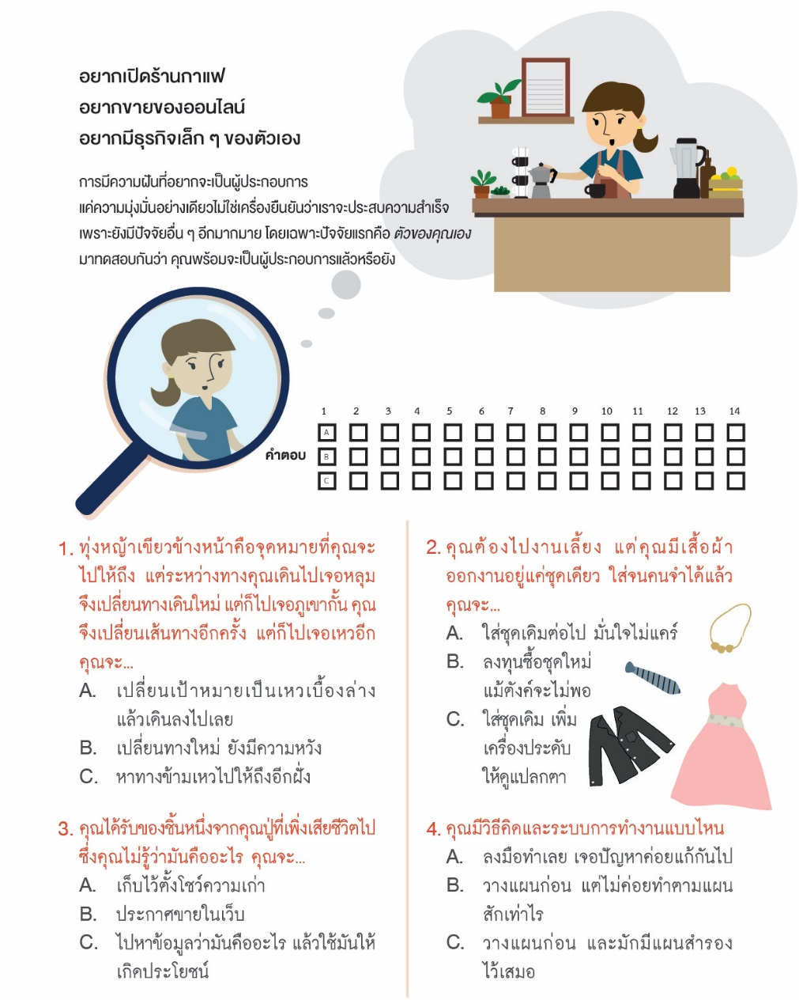 อยากเปิดร้านกาแฟ
อยากขายของออนไลน์
อยากมีธุรกิจเล็ก ๆ ของตัวเอง
การมีความฝันที่อยากจะเป็นผู้ประกอบการ
แค่ความมุ่งมั่นอย่างเดียวไม่ใช่เครื่องยืนยันว่าเราจะประสบความสำเร็จ
เพราะยังมีปัจจัยอื่น ๆ อีกมากมาย โดยเฉพาะปัจจัยแรกคือ ตัวของคุณเอง
มาทดสอบกันว่า คุณพร้อมจะเป็นผู้ประกอบการแล้วหรือยัง
1 2 3 4 5 6 7 8 9 10 11 12 13 14
A
คำตอบ B
C
1. ทุ่งหญ้าเขียวข้างหน้าคือจุดหมายที่คุณจะ
ไปให้ถึง แต่ระหว่างทางคุณเดินไปเจอหลุม
จึงเปลี่ยนทางเดินใหม่ แต่ก็ไปเจอภูเขากั้น คุณ
จึงเปลี่ยนเส้นทางอีกครั้ง แต่ก็ไปเจอเหวอีก
คุณจะ...
A. เปลี่ยนเป้าหมายเป็นเหวเบื้องล่าง
แล้วเดินลงไปเลย
B. เปลี่ยนทางใหม่ ยังมีความหวัง
C. หาทางข้ามเหวไปให้ถึงอีกฝั่ง
2. คุณต้องไปงานเลี้ยง แต่คุณมีเสื้อผ้า
ออกงานอยู่แค่ชุดเดียว ใส่จนคนจำได้แล้ว
คุณจะ...
A. ใส่ชุดเดิมต่อไป มั่นใจไม่แคร์
B. ลงทุนซื้อชุดใหม่
แม้ตังค์จะไม่พอ
C. ใส่ชุดเดิม เพิ่ม
เครื่องประดับ
ให้ดูแปลกตา
3. คุณได้รับของชิ้นหนึ่งจากคุณปู่ที่เพิ่งเสียชีวิตไป
ซึ่งคุณไม่รู้ว่ามันคืออะไร คุณจะ...
A. เก็บไว้ตั้งโชว์ความเก่า
B. ประกาศขายในเว็บ
C. ไปหาข้อมูลว่ามันคืออะไร แล้วใช้มันให้
เกิดประโยชน์
4. คุณมีวิธีคิดและระบบการทำงานแบบไหน
A. ลงมือทำเลย เจอปัญหาค่อยแก้กันไป
B. วางแผนก่อน แต่ไม่ค่อยทำตามแผน
สักเท่าไร
C. วางแผนก่อน และมักมีแผนสำรอง
ไว้เสมอ